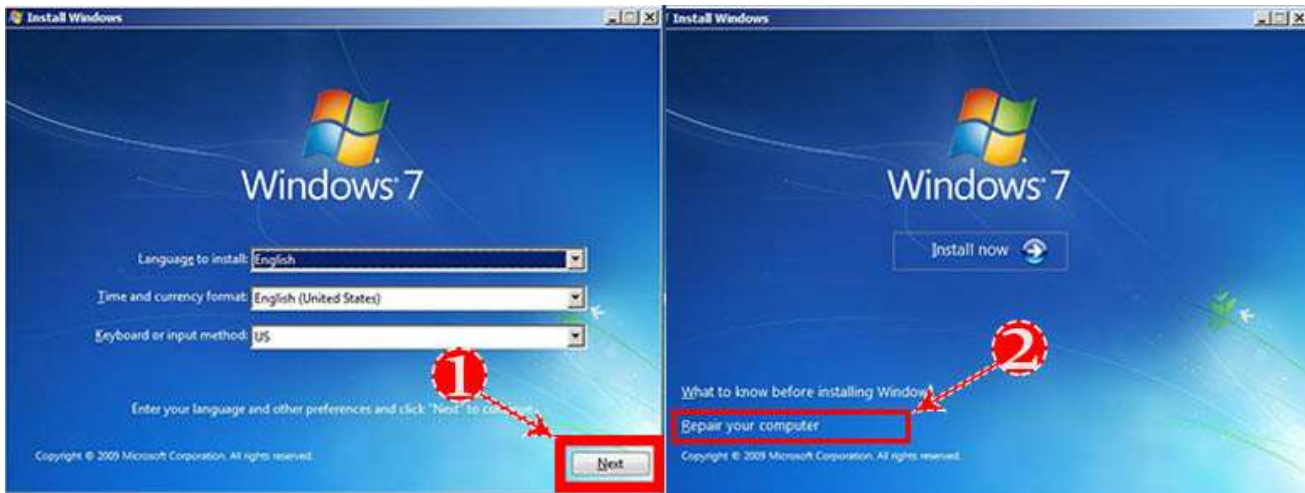 Install Windows
Windows 7
Language to install: English
Time and currency format: English (United States)
Keyboard or input method: US
1
Enter your language and other preferences and click "Next" to
Copyright © 2009 Microsoft Corporation. All rights reserved.
Next
Install Windows
Windows 7
Install now
2
What to know before installing Windows
Repair your computer
Copyright © 2009 Microsoft Corporation. All rights reserved.